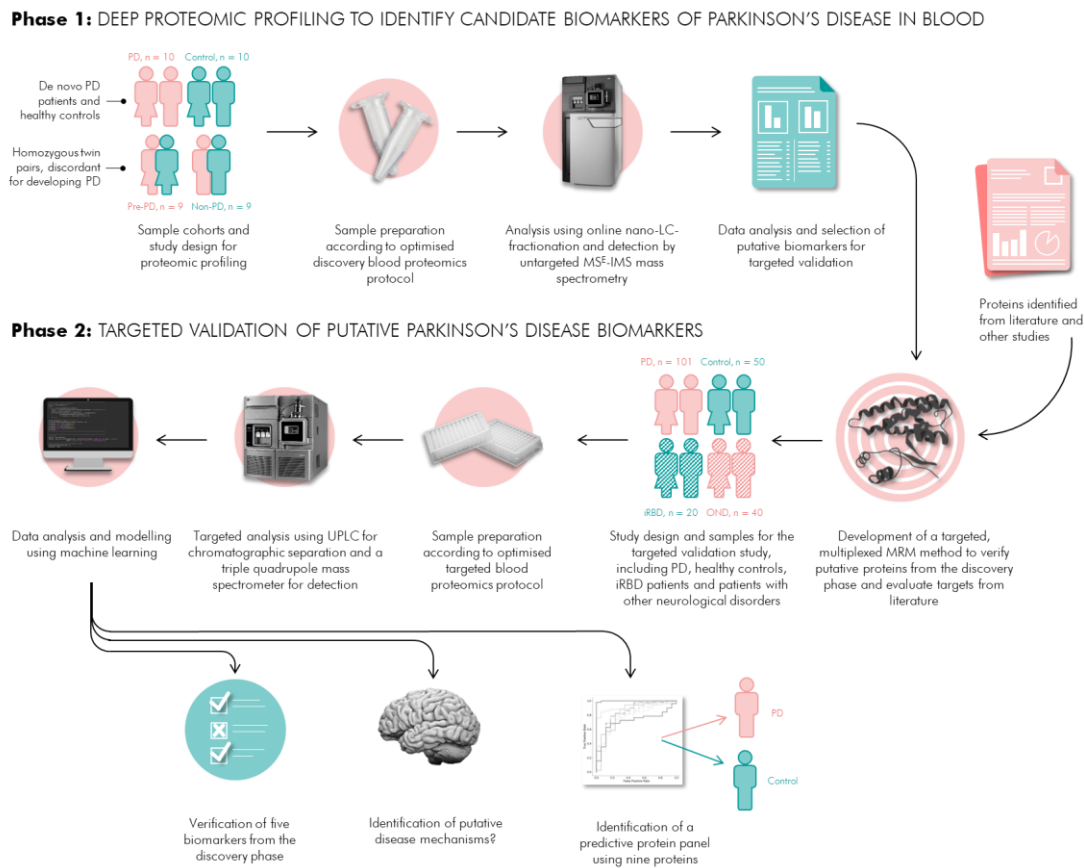 Phase 1: DEEP PROTEOMIC PROFILING TO IDENTIFY CANDIDATE BIOMARKERS OF PARKINSON'S DISEASE IN BLOOD
PD, n = 10
Control, n = 10
De novo PD
patients and
healthy controls
Homozygous twin
pairs, discordant
for developing PD
Pre-PD, n = 9
Non-PD, n = 9
Sample cohorts and
study design for
proteomic profiling
Sample preparation
according to optimised
discovery blood proteomics
protocol
Analysis using online nano-LC-
fractionation and detection by
untargeted MSᴱ-IMS mass
spectrometry
Data analysis and selection of
putative biomarkers for
targeted validation
Proteins identified
from literature and
other studies
Phase 2: TARGETED VALIDATION OF PUTATIVE PARKINSON'S DISEASE BIOMARKERS
PD, n = 101
Control, n = 50
iRBD, n = 20
OND, n = 40
Data analysis and modelling
using machine learning
Targeted analysis using UPLC for
chromatographic separation and a
triple quadrupole mass
spectrometer for detection
Sample preparation
according to optimised
targeted blood
proteomics protocol
Study design and samples for the
targeted validation study,
including PD, healthy controls,
iRBD patients and patients with
other neurological disorders
Development of a targeted,
multiplexed MRM method to verify
putative proteins from the discovery
phase and evaluate targets from
literature
PD
Control
Verification of five
biomarkers from the
discovery phase
Identification of putative
disease mechanisms?
Identification of a
predictive protein panel
using nine proteins